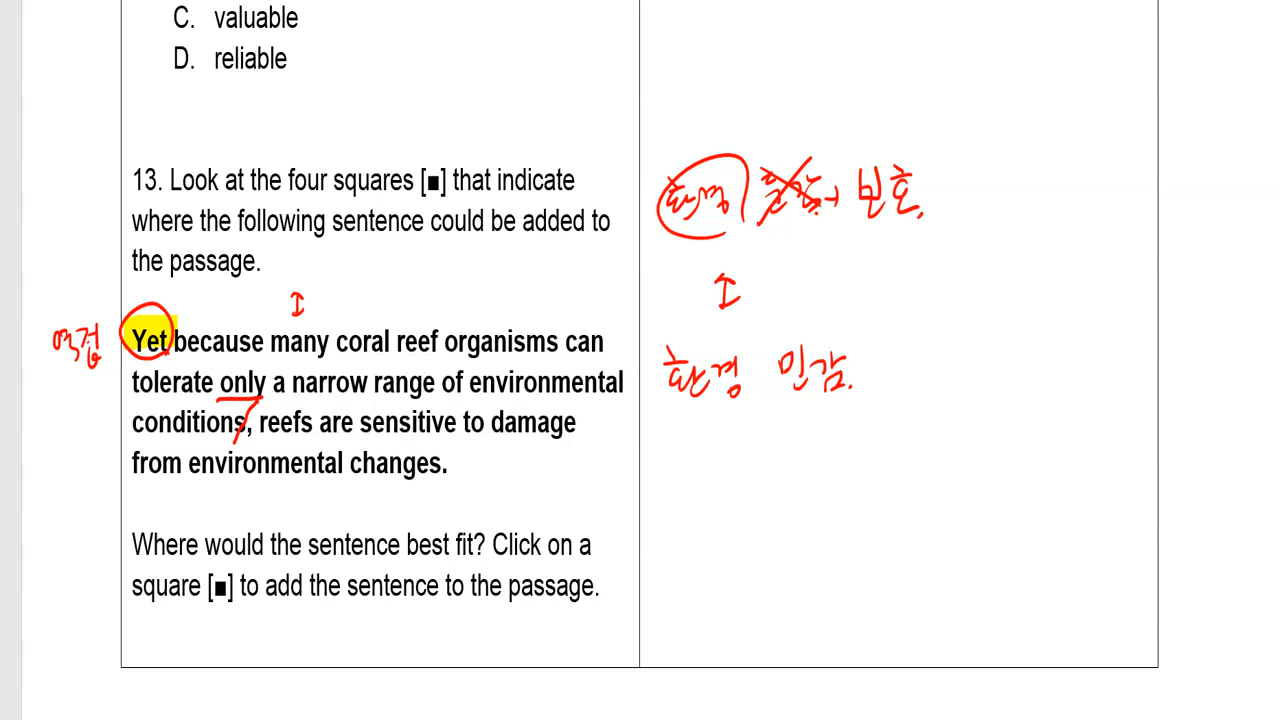 C. valuable
D. reliable
13. Look at the four squares [■] that indicate
where the following sentence could be added to
the passage.
역접
Yet because many coral reef organisms can
tolerate only a narrow range of environmental
conditions, reefs are sensitive to damage
from environmental changes.
Where would the sentence best fit? Click on a
square [■] to add the sentence to the passage.
환경 보호.
환경 민감.